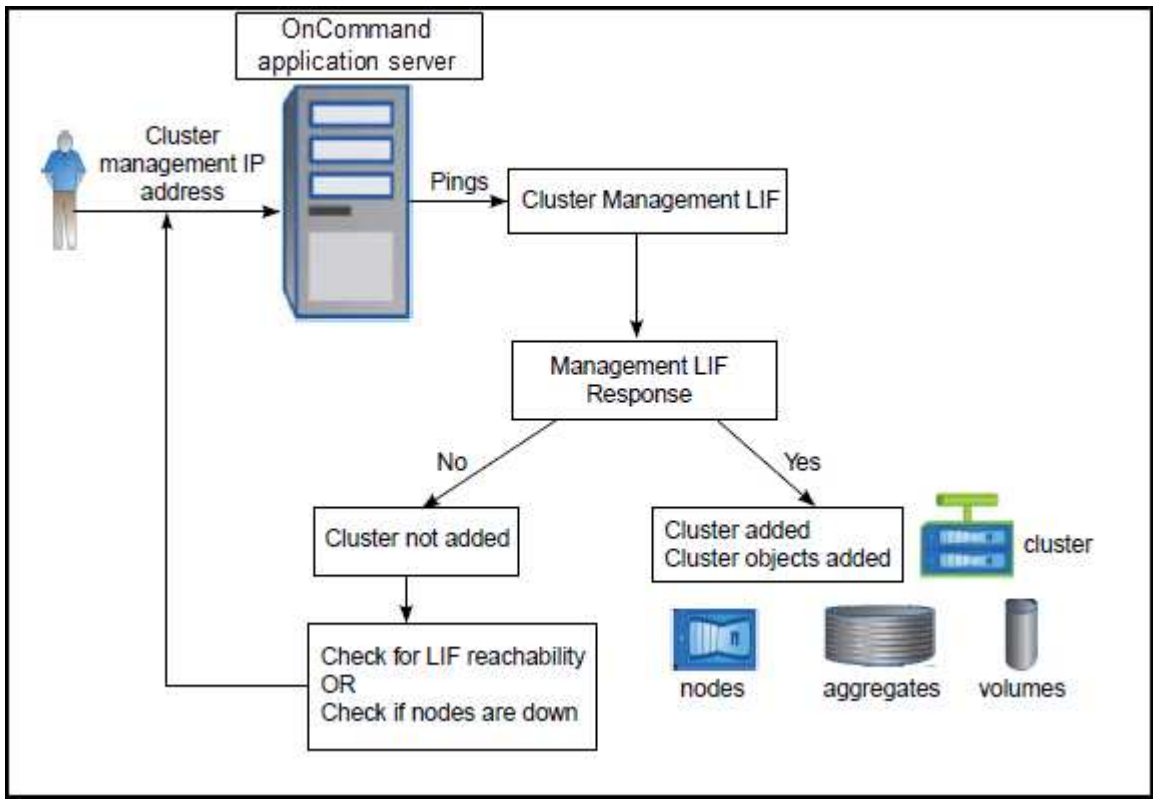 OnCommand
application server
Cluster
management IP
address
Pings
Cluster Management LIF
Management LIF
Response
No
Yes
Cluster not added
Cluster added
Cluster objects added
cluster
Check for LIF reachability
OR
Check if nodes are down
nodes
aggregates
volumes